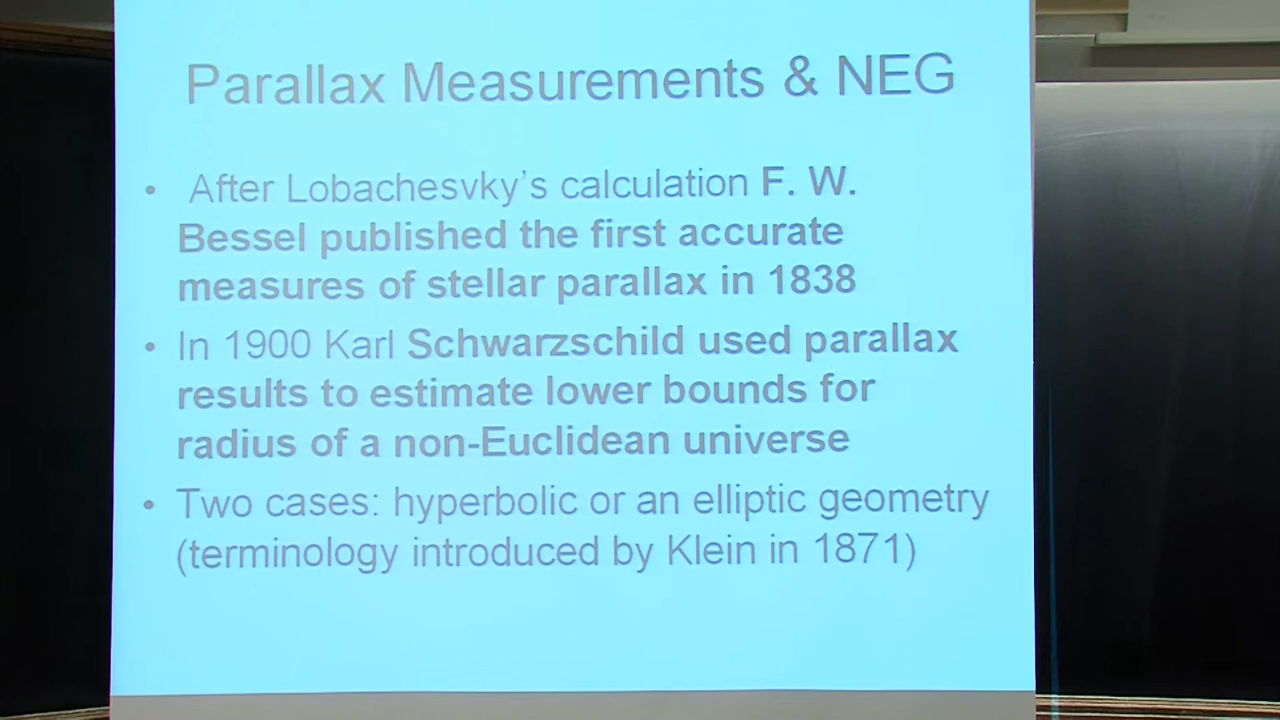 Parallax Measurements & NEG
• After Lobachesvky's calculation F. W.
Bessel published the first accurate
measures of stellar parallax in 1838
• In 1900 Karl Schwarzschild used parallax
results to estimate lower bounds for
radius of a non-Euclidean universe
• Two cases: hyperbolic or an elliptic geometry
(terminology introduced by Klein in 1871)